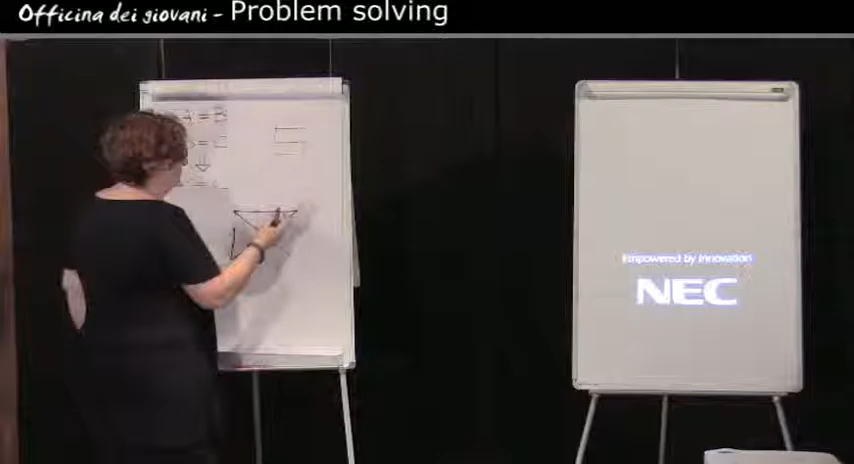 Officina dei giovani - Problem solving
A = B
Empowered by Innovation
NEC